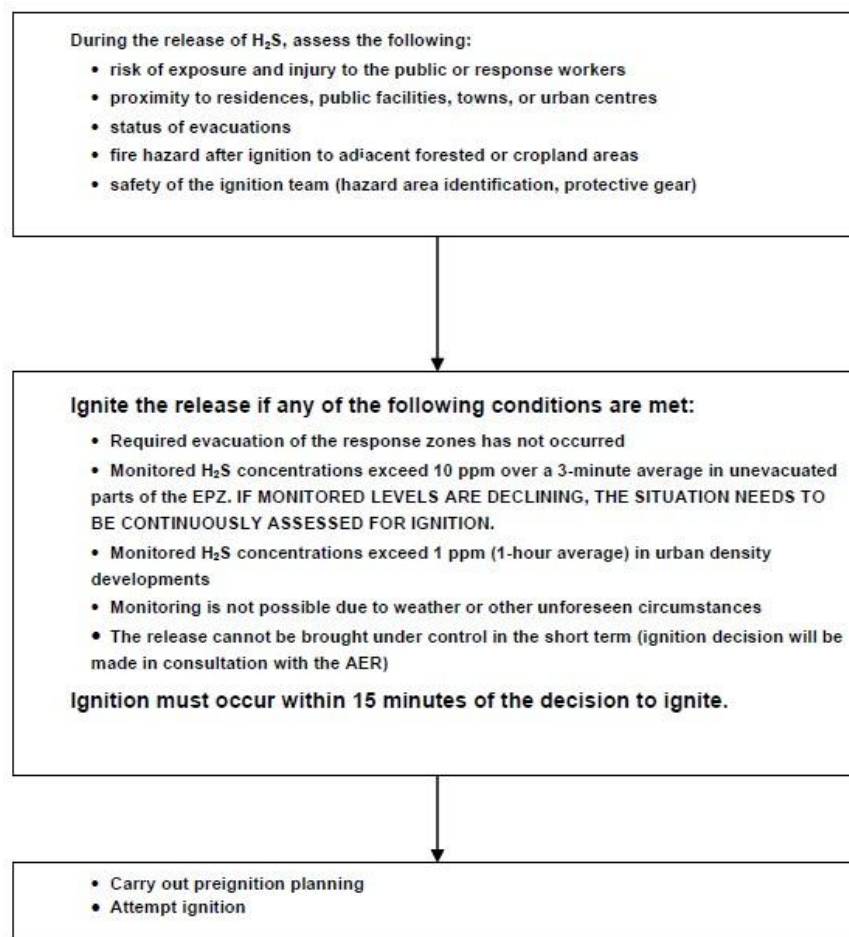 During the release of H₂S, assess the following:
• risk of exposure and injury to the public or response workers
• proximity to residences, public facilities, towns, or urban centres
• status of evacuations
• fire hazard after ignition to adjacent forested or cropland areas
• safety of the ignition team (hazard area identification, protective gear)
Ignite the release if any of the following conditions are met:
• Required evacuation of the response zones has not occurred
• Monitored H₂S concentrations exceed 10 ppm over a 3-minute average in unevacuated
parts of the EPZ. IF MONITORED LEVELS ARE DECLINING, THE SITUATION NEEDS TO
BE CONTINUOUSLY ASSESSED FOR IGNITION.
• Monitored H₂S concentrations exceed 1 ppm (1-hour average) in urban density
developments
• Monitoring is not possible due to weather or other unforeseen circumstances
• The release cannot be brought under control in the short term (ignition decision will be
made in consultation with the AER)
Ignition must occur within 15 minutes of the decision to ignite.
• Carry out preignition planning
• Attempt ignition